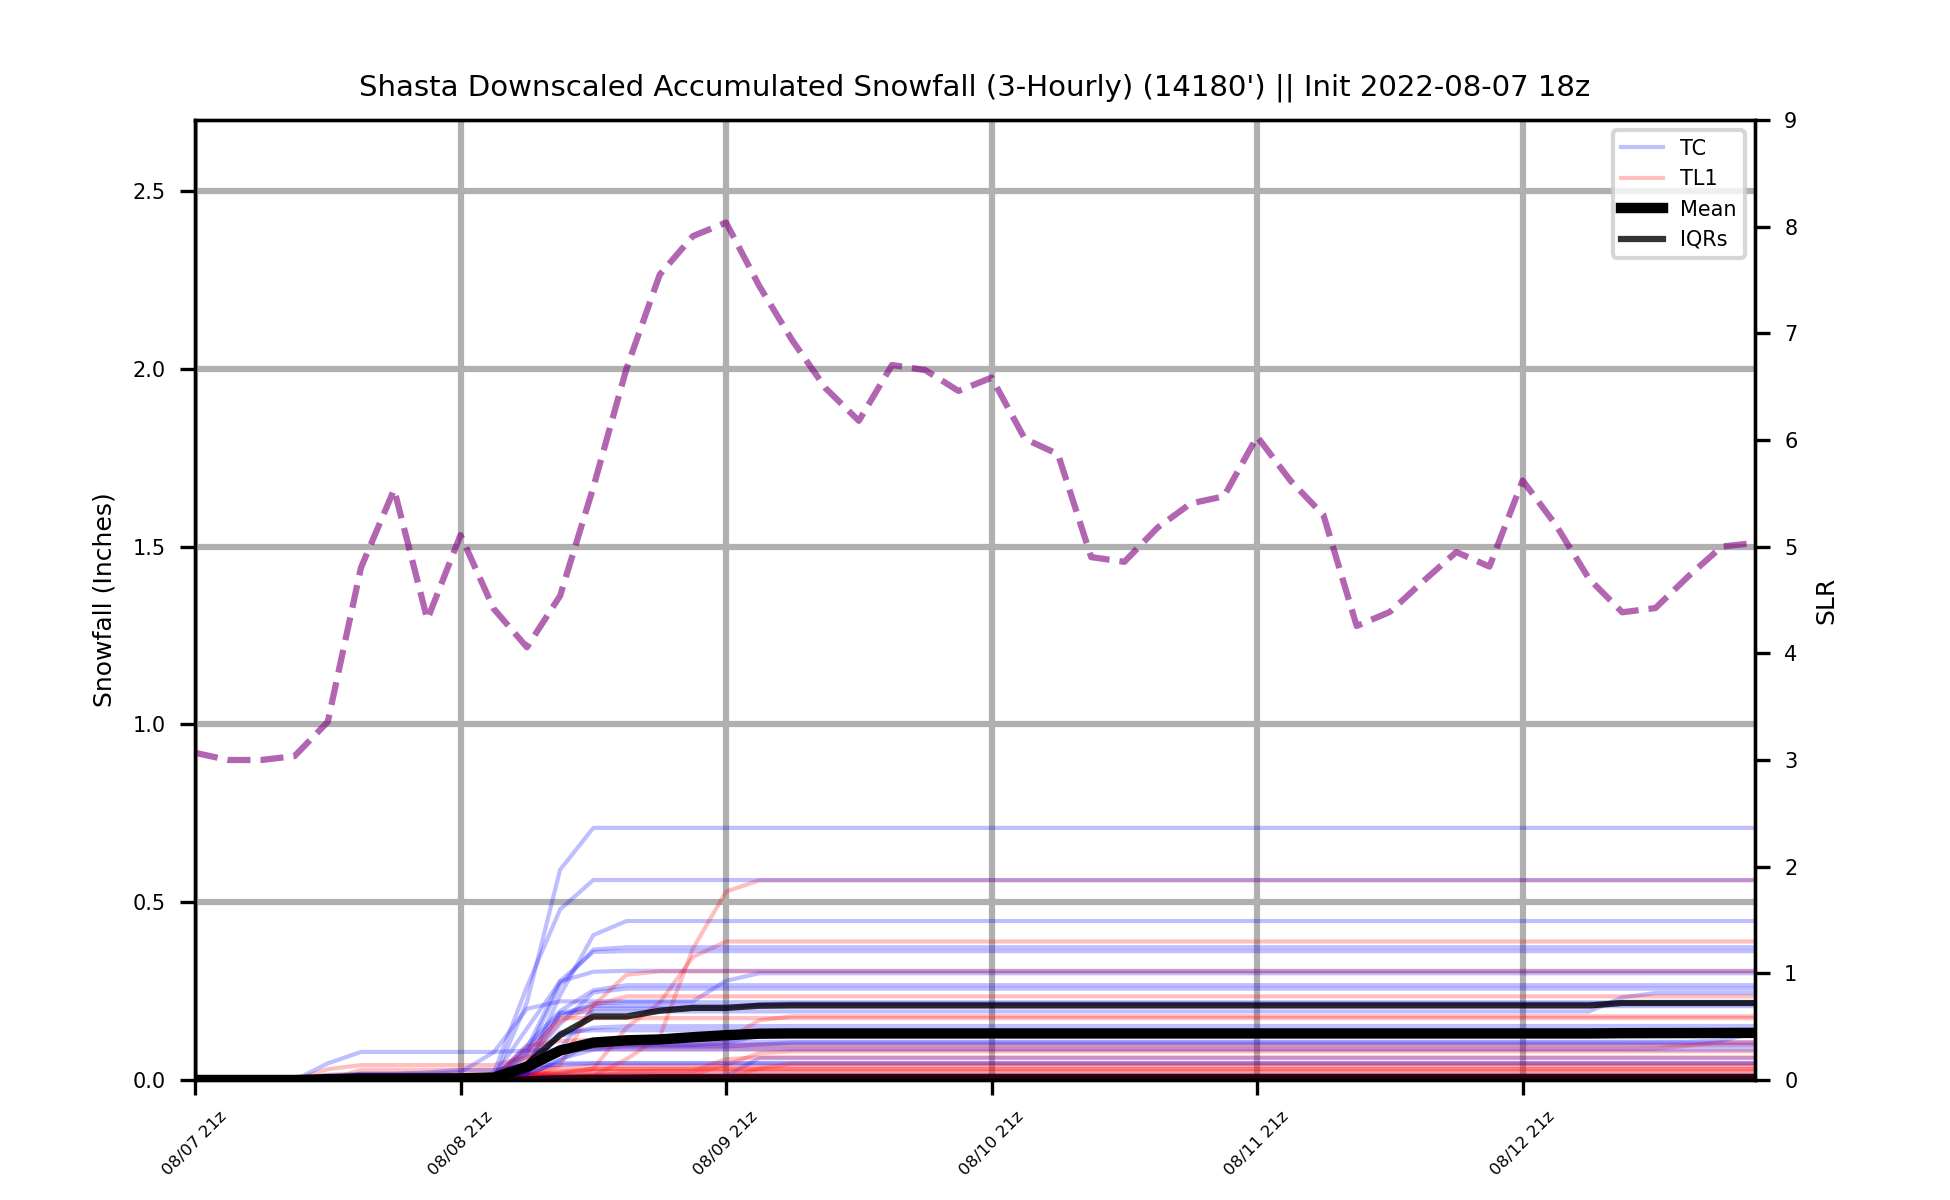 Shasta Downscaled Accumulated Snowfall (3-Hourly) (14180') || Init 2022-08-07 18z
TC
TL1
Mean
IQRs
Snowfall (Inches)
2.5
2.0
1.5
1.0
0.5
0.0
9
8
7
6
5
4
3
2
1
0
SLR
08/07 21z
08/08 21z
08/09 21z
08/10 21z
08/11 21z
08/12 21z